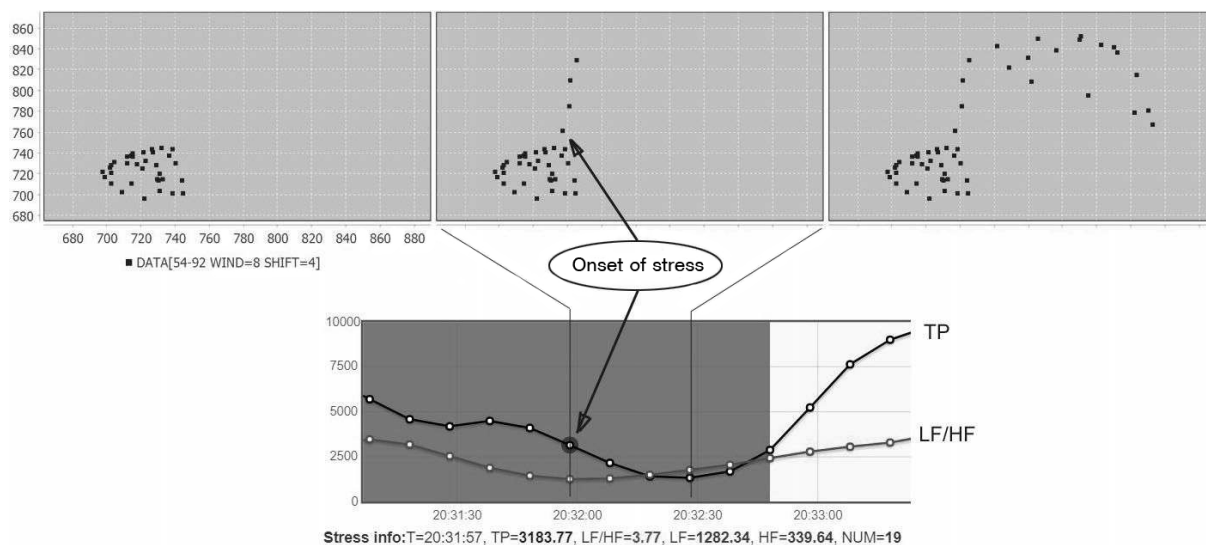 860
840
820
800
780
760
740
720
700
680
680 700 720 740 760 780 800 820 840 860 880
DATA[54-92 WIND=8 SHIFT=4]
Onset of stress
10000
7500
5000
2500
0
TP
LF/HF
20:31:30 20:32:00 20:32:30 20:33:00
Stress info:T=20:31:57, TP=3183.77, LF/HF=3.77, LF=1282.34, HF=339.64, NUM=19